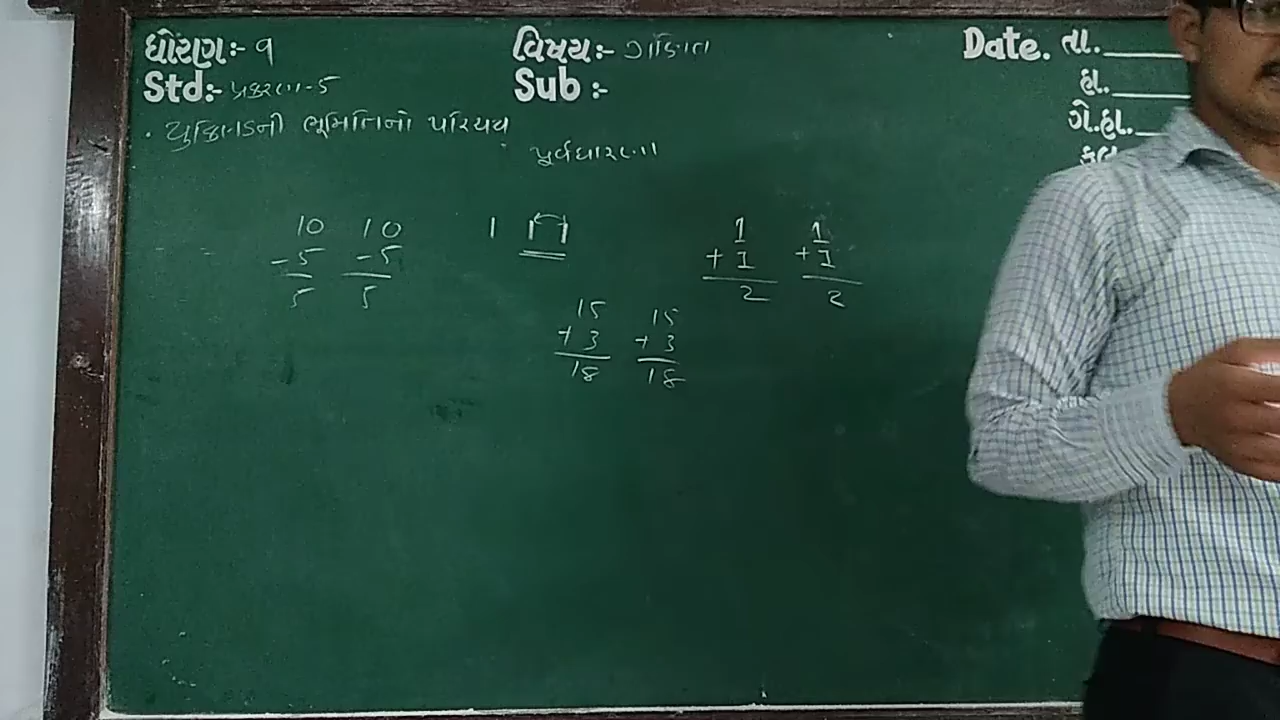 ધોરણ:- ૧ વિષય:- ગણિત Date. તા.
Std:- પ્રકરણ-5 Sub :- હા.
• યુક્લિડની ભૂમિતિનો પરિચય ગે.હા.
પૂર્વધારણા
10 10 1 1 1
- 5 - 5 + 1 + 1
5 5 2 2
15 15
+ 3 + 3
18 18